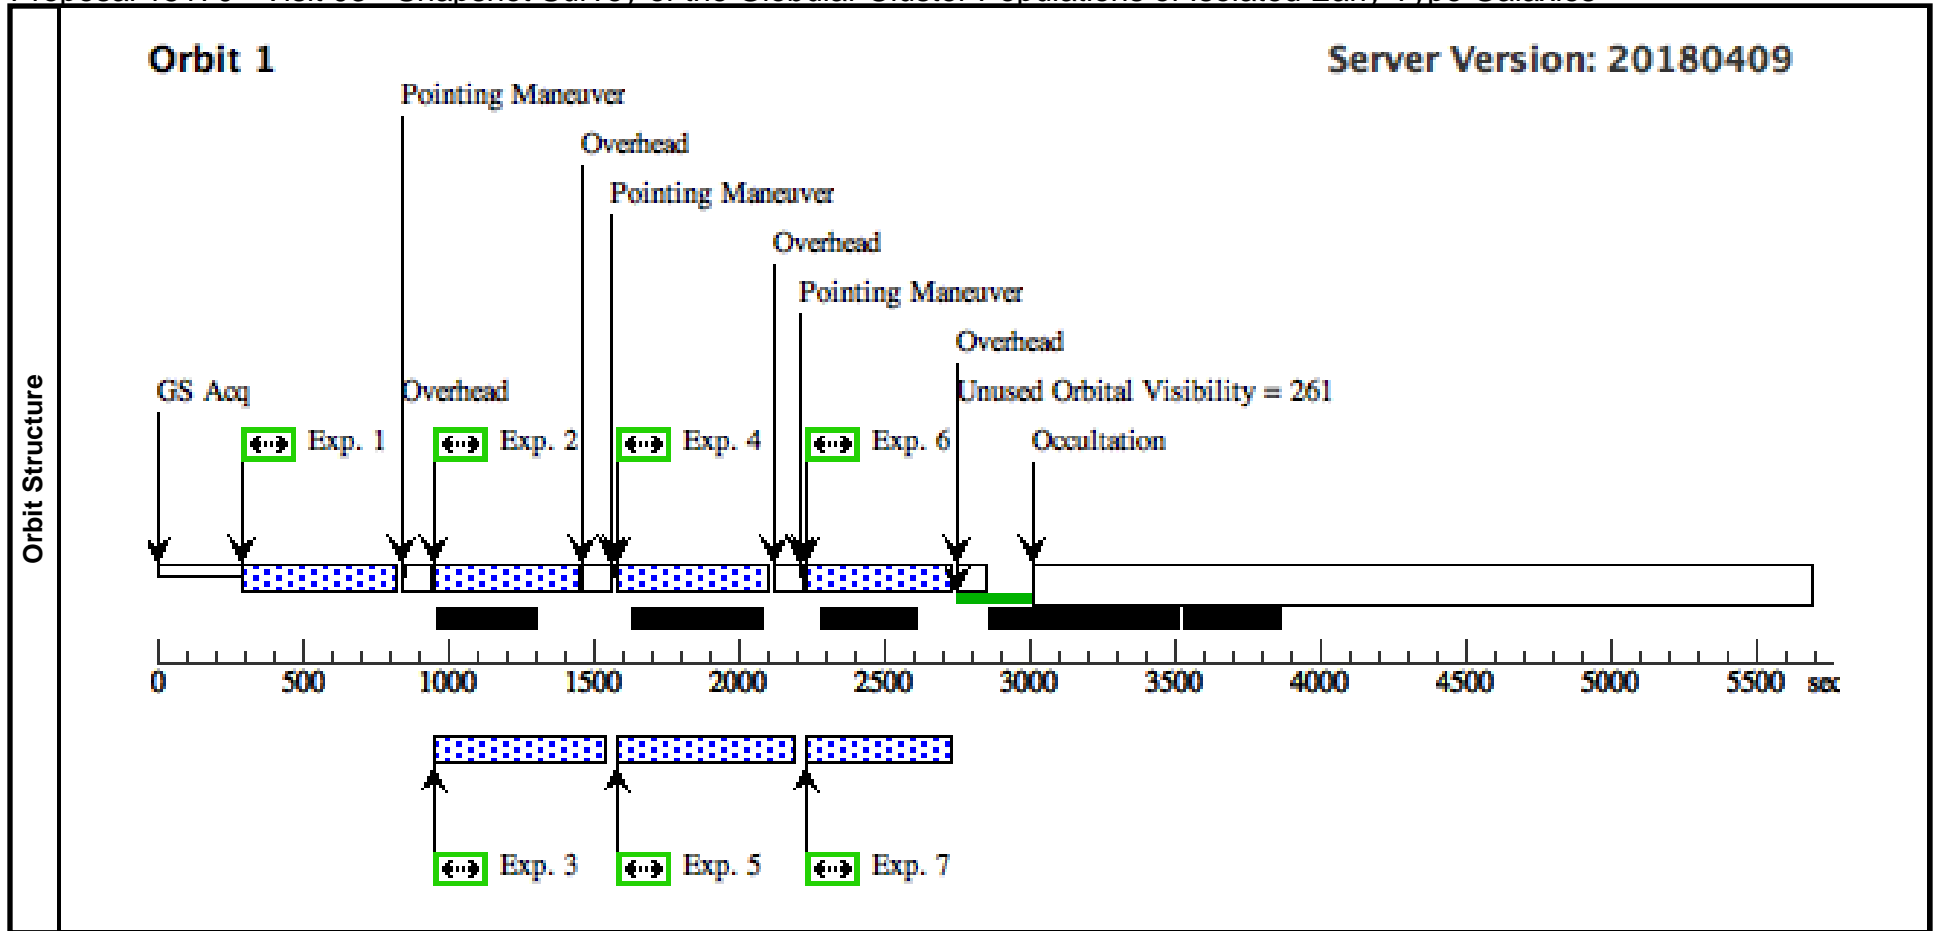 Orbit 1
Server Version: 20180409
Pointing Maneuver
Overhead
Pointing Maneuver
Overhead
Pointing Maneuver
Overhead
GS Acq
Overhead
Unused Orbital Visibility = 261
Exp. 1
Exp. 2
Exp. 4
Exp. 6
Occultation
Orbit Structure
0 500 1000 1500 2000 2500 3000 3500 4000 4500 5000 5500 sec
Exp. 3
Exp. 5
Exp. 7